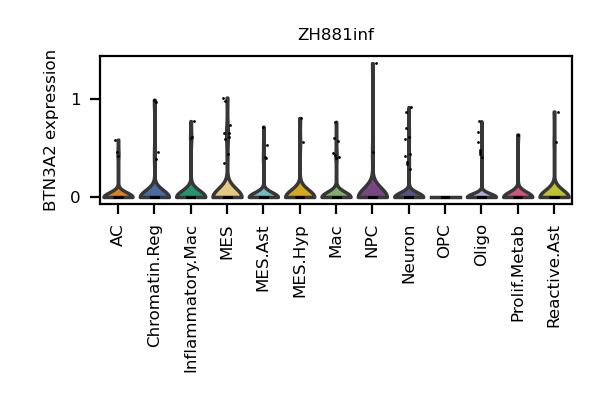 ZH881inf
BTN3A2 expression
1
0
AC
Chromatin.Reg
Inflammatory.Mac
MES
MES.Ast
MES.Hyp
Mac
NPC
Neuron
OPC
Oligo
Prolif.Metab
Reactive.Ast